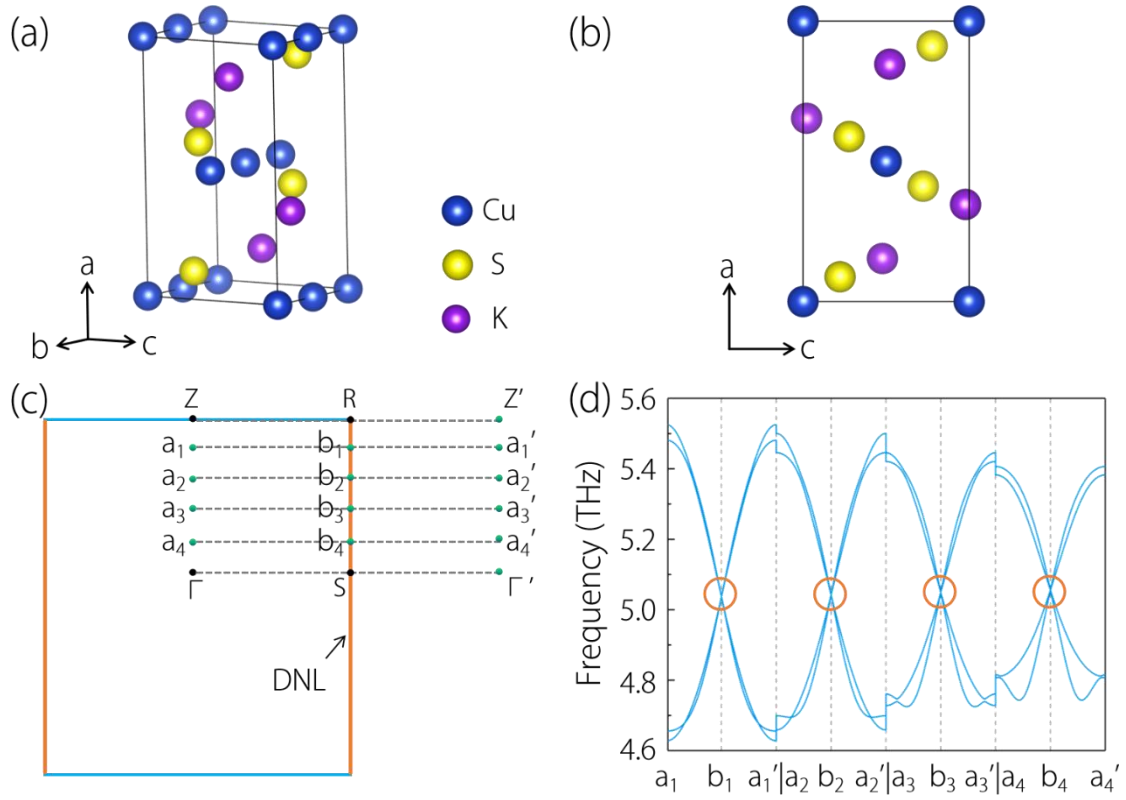 (a)
a
b
c
Cu
S
K
(b)
a
c
(c)
Z
R
Z′
a₁
b₁
a₁′
a₂
b₂
a₂′
a₃
b₃
a₃′
a₄
b₄
a₄′
Γ
S
Γ′
DNL
(d)
Frequency (THz)
5.6
5.4
5.2
5.0
4.8
4.6
a₁ b₁ a₁′|a₂ b₂ a₂′|a₃ b₃ a₃′|a₄ b₄ a₄′